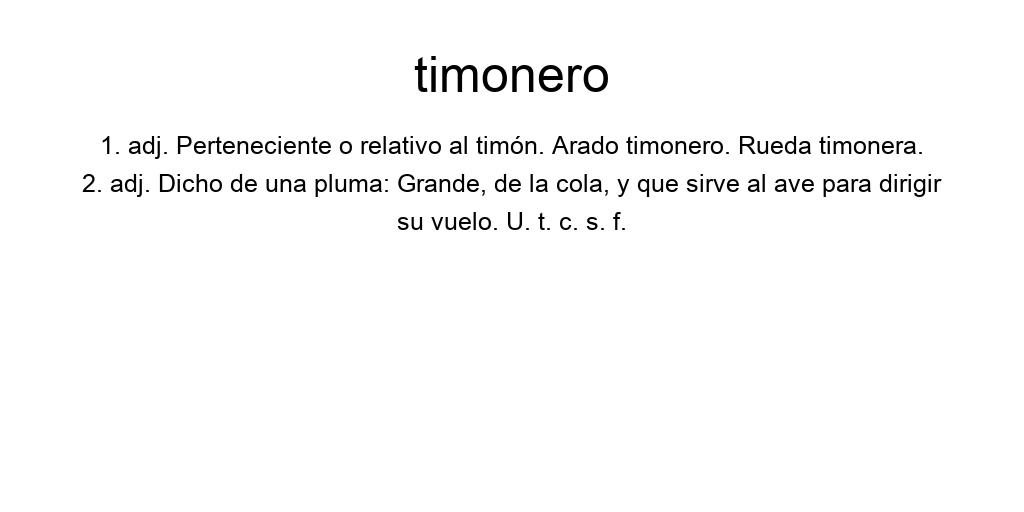 timonero
1. adj. Perteneciente o relativo al timón. Arado timonero. Rueda timonera.
2. adj. Dicho de una pluma: Grande, de la cola, y que sirve al ave para dirigir
su vuelo. U. t. c. s. f.